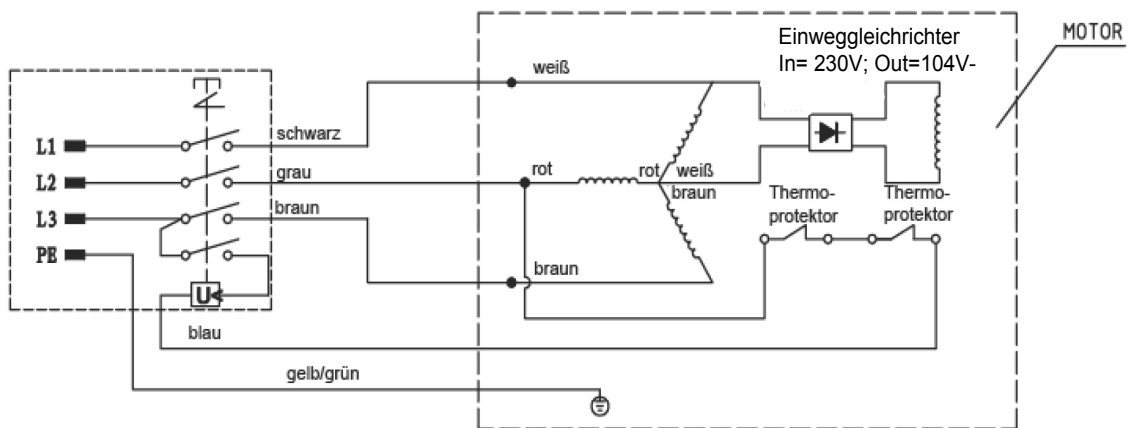 Einweggleichrichter
In= 230V; Out=104V-
MOTOR
weiß
schwarz
L1
rot
rot
weiß
grau
L2
braun
Thermo-
protektor
Thermo-
protektor
braun
L3
PE
braun
U<
blau
gelb/grün